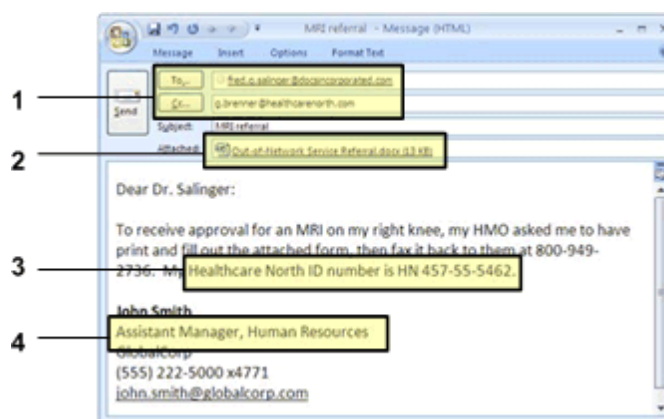 MRI referral - Message (HTML)
Message Insert Options Format Text
To...
fred.g.salinger@docsincorporated.com
1
Cc...
g.brenner@healthcarenorth.com
Send
Subject: MRI referral
2
Attached: Out-of-Network Service Referral.docx (13 KB)
Dear Dr. Salinger:
To receive approval for an MRI on my right knee, my HMO asked me to have
print and fill out the attached form, then fax it back to them at 800-949-
3
2736. My Healthcare North ID number is HN 457-55-5462.
John Smith
4
Assistant Manager, Human Resources
GlobalCorp
(555) 222-5000 x4771
john.smith@globalcorp.com